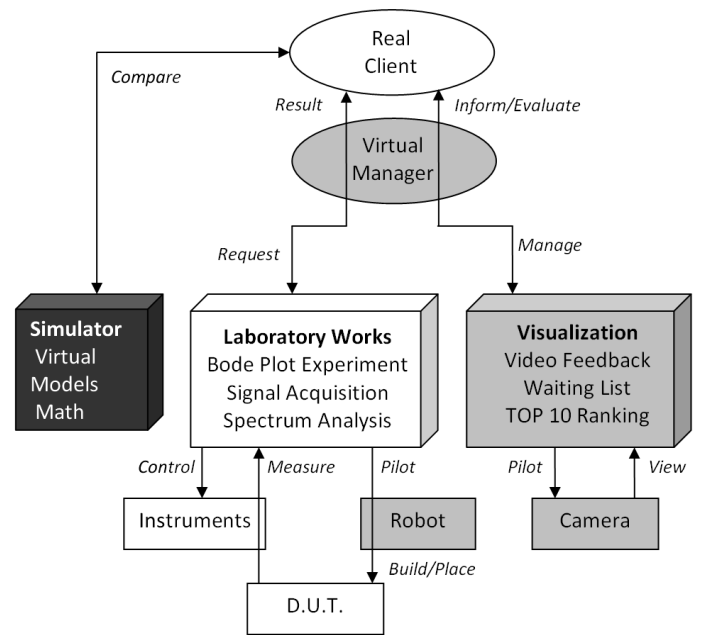 Real
Client
Compare
Result
Inform/Evaluate
Virtual
Manager
Request
Manage
Simulator
Virtual
Models
Math
Laboratory Works
Bode Plot Experiment
Signal Acquisition
Spectrum Analysis
Visualization
Video Feedback
Waiting List
TOP 10 Ranking
Control
Measure
Pilot
Pilot
View
Instruments
Robot
Camera
Build/Place
D.U.T.